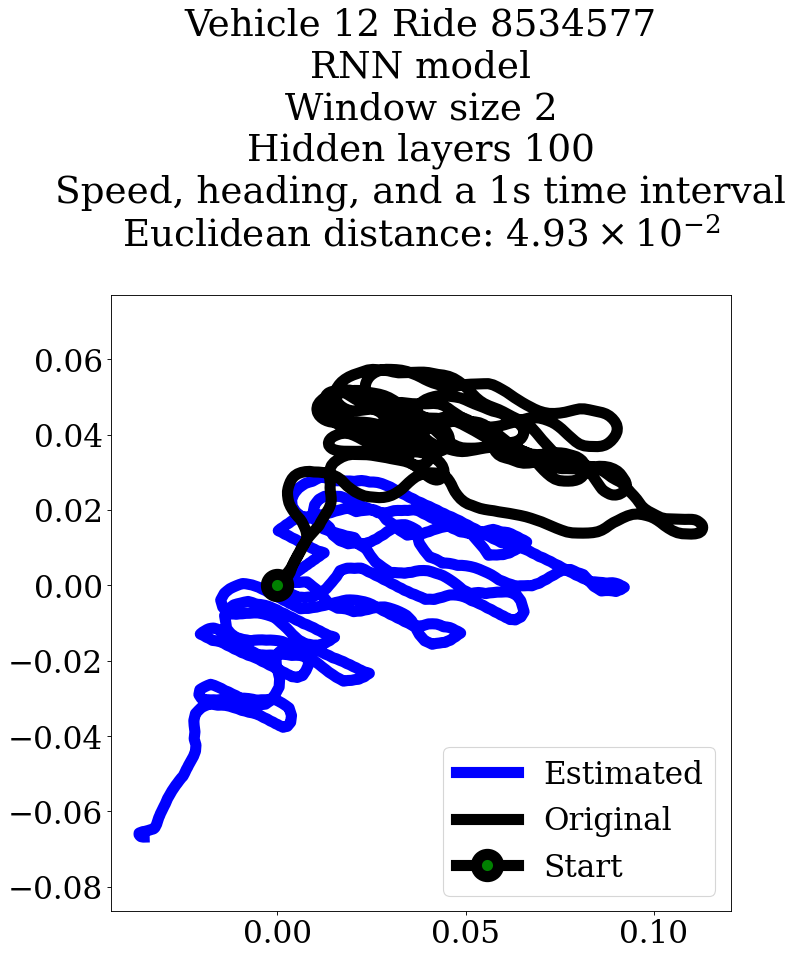 Vehicle 12 Ride 8534577
RNN model
Window size 2
Hidden layers 100
Speed, heading, and a 1s time interval
Euclidean distance: 4.93 × 10⁻²
0.06
0.04
0.02
0.00
−0.02
−0.04
−0.06
−0.08
0.00 0.05 0.10
Estimated
Original
Start